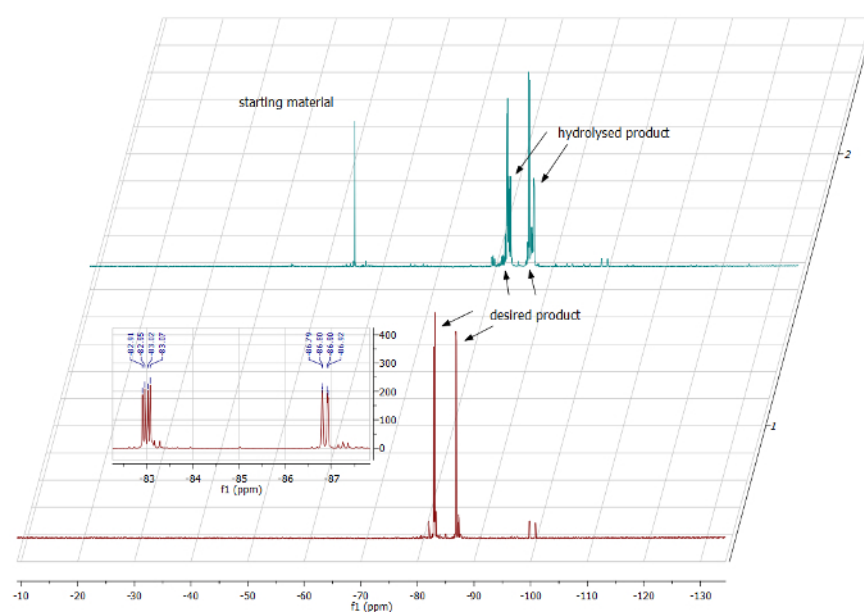 starting material
hydrolysed product
2
desired product
-82.91
-82.95
-83.02
-83.07
-86.79
-86.80
-86.90
-86.92
400
300
200
100
0
-83 -84 -85 -86 -87
f1 (ppm)
1
-10 -20 -30 -40 -50 -60 -70 -80 -90 -100 -110 -120 -130
f1 (ppm)